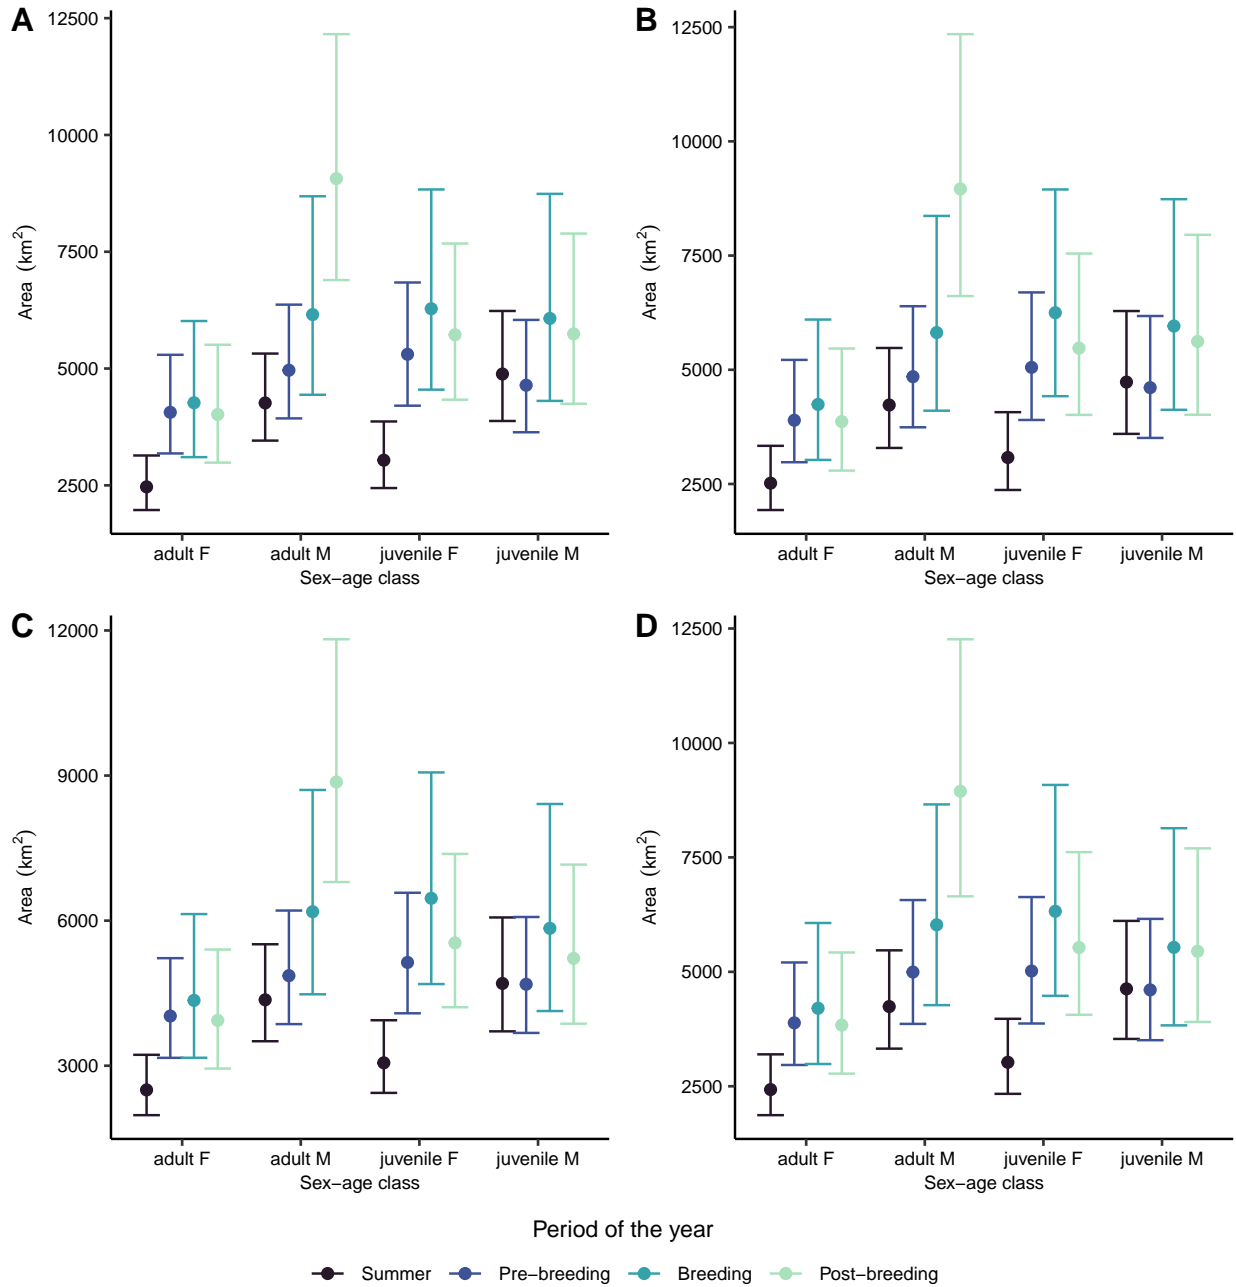 A
12500
10000
7500
5000
2500
Area (km²)
adult F adult M juvenile F juvenile M
Sex−age class
B
12500
10000
7500
5000
2500
Area (km²)
adult F adult M juvenile F juvenile M
Sex−age class
C
12000
9000
6000
3000
Area (km²)
adult F adult M juvenile F juvenile M
Sex−age class
D
12500
10000
7500
5000
2500
Area (km²)
adult F adult M juvenile F juvenile M
Sex−age class
Period of the year
Summer Pre−breeding Breeding Post−breeding